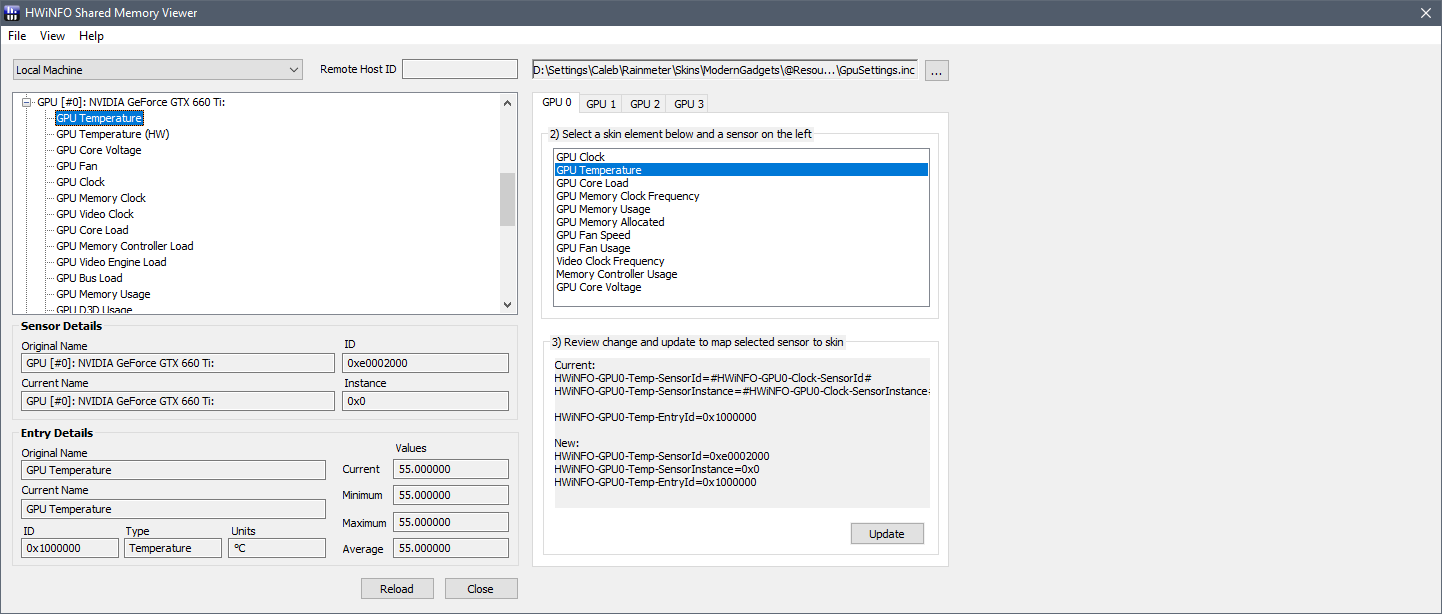 HWiNFO Shared Memory Viewer
File View Help
Local Machine
Remote Host ID
D:\Settings\Caleb\Rainmeter\Skins\ModernGadgets\@Resou...\GpuSettings.inc
...
GPU [#0]: NVIDIA GeForce GTX 660 Ti:
GPU Temperature
GPU Temperature (HW)
GPU Core Voltage
GPU Fan
GPU Clock
GPU Memory Clock
GPU Video Clock
GPU Core Load
GPU Memory Controller Load
GPU Video Engine Load
GPU Bus Load
GPU Memory Usage
GPU D3D Usage
Sensor Details
Original Name
ID
GPU [#0]: NVIDIA GeForce GTX 660 Ti:
0xe0002000
Current Name
Instance
GPU [#0]: NVIDIA GeForce GTX 660 Ti:
0x0
Entry Details
Original Name
GPU Temperature
Current Name
GPU Temperature
ID
Type
Units
0x1000000
Temperature
°C
Values
Current
55.000000
Minimum
55.000000
Maximum
55.000000
Average
55.000000
Reload
Close
GPU 0 GPU 1 GPU 2 GPU 3
2) Select a skin element below and a sensor on the left
GPU Clock
GPU Temperature
GPU Core Load
GPU Memory Clock Frequency
GPU Memory Usage
GPU Memory Allocated
GPU Fan Speed
GPU Fan Usage
Video Clock Frequency
Memory Controller Usage
GPU Core Voltage
3) Review change and update to map selected sensor to skin
Current:
HWiNFO-GPU0-Temp-SensorId=#HWiNFO-GPU0-Clock-SensorId#
HWiNFO-GPU0-Temp-SensorInstance=#HWiNFO-GPU0-Clock-SensorInstance#
HWiNFO-GPU0-Temp-EntryId=0x1000000
New:
HWiNFO-GPU0-Temp-SensorId=0xe0002000
HWiNFO-GPU0-Temp-SensorInstance=0x0
HWiNFO-GPU0-Temp-EntryId=0x1000000
Update